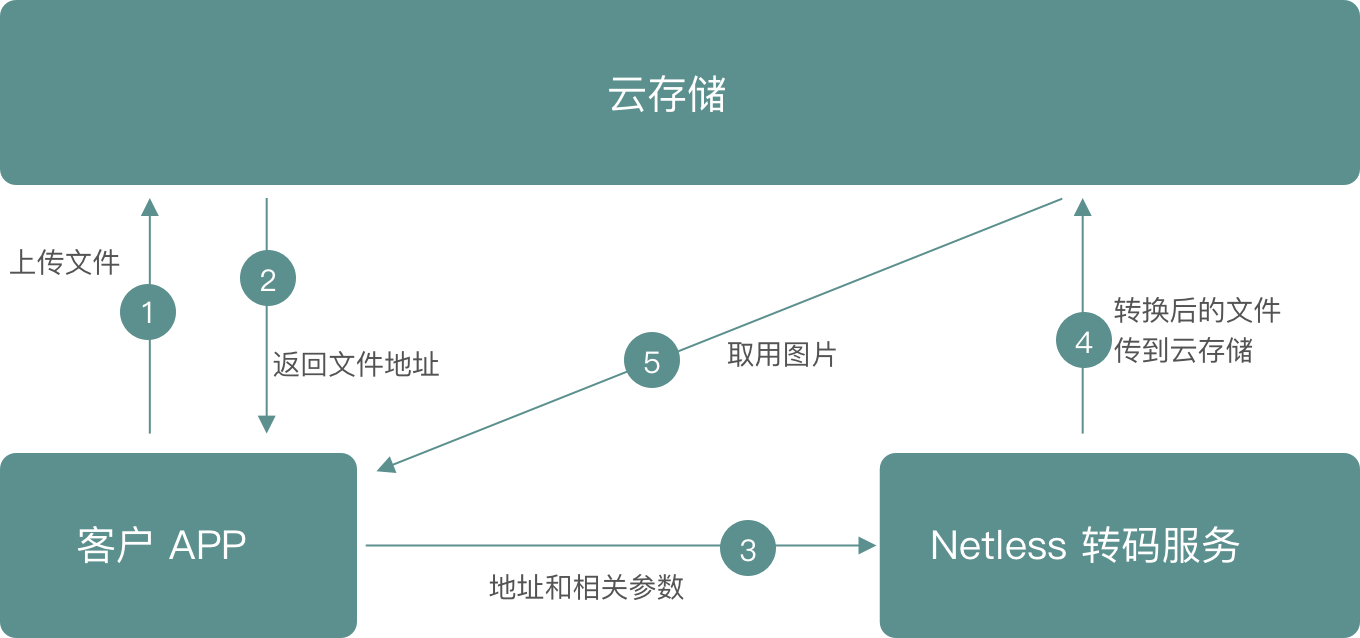 云存储
上传文件
1
2
返回文件地址
5
取用图片
4
转换后的文件
传到云存储
客户 APP
3
地址和相关参数
Netless 转码服务